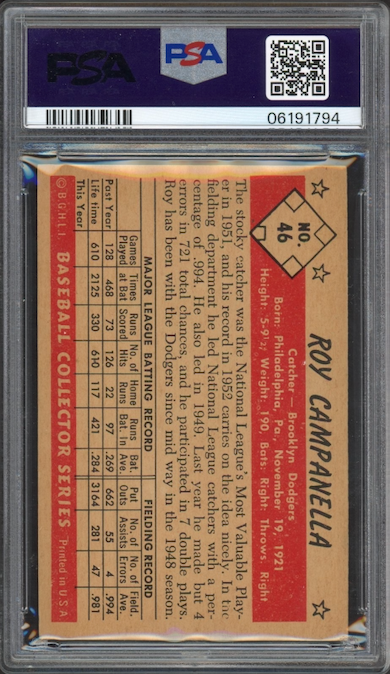 PSA
PSA
06191794
NO.
46
ROY CAMPANELLA
Catcher — Brooklyn Dodgers
Born: Philadelphia, Pa., November 19, 1921
Height: 5-9½; Weight: 190; Bats: Right: Throws: Right
The stocky catcher was the National League's Most Valuable Play-
er in 1951, and his record in 1952 carries on the idea nicely. In the
fielding department he led National League catchers with a per-
centage of .994. He also led in 1949. Last year he made but 4
errors in 721 total chances, and he participated in 7 double plays.
Roy has been with the Dodgers since mid way in the 1948 season.
MAJOR LEAGUE BATTING RECORD FIELDING RECORD
Games Times Runs No. of Home Runs Bat. Put No. of No. of Field.
Played at Bat Scored Hits Runs Bat. In Ave. Outs Assists Errors Ave.
Past Year 128 468 73 126 22 97 .269 662 55 4 .994
Life time 610 2125 330 117 421 .284 3164 281 47 .981
This Year
© B.G.H.L.I. BASEBALL COLLECTOR SERIES Printed in U.S.A